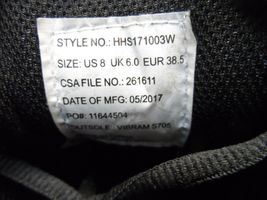 STYLE NO.: HHS171003W
SIZE: US 8 UK 6.0 EUR 38.5
CSA FILE NO.: 261611
DATE OF MFG: 05/2017
PO#: 11644504
OUTSOLE: VIBRAM 5705